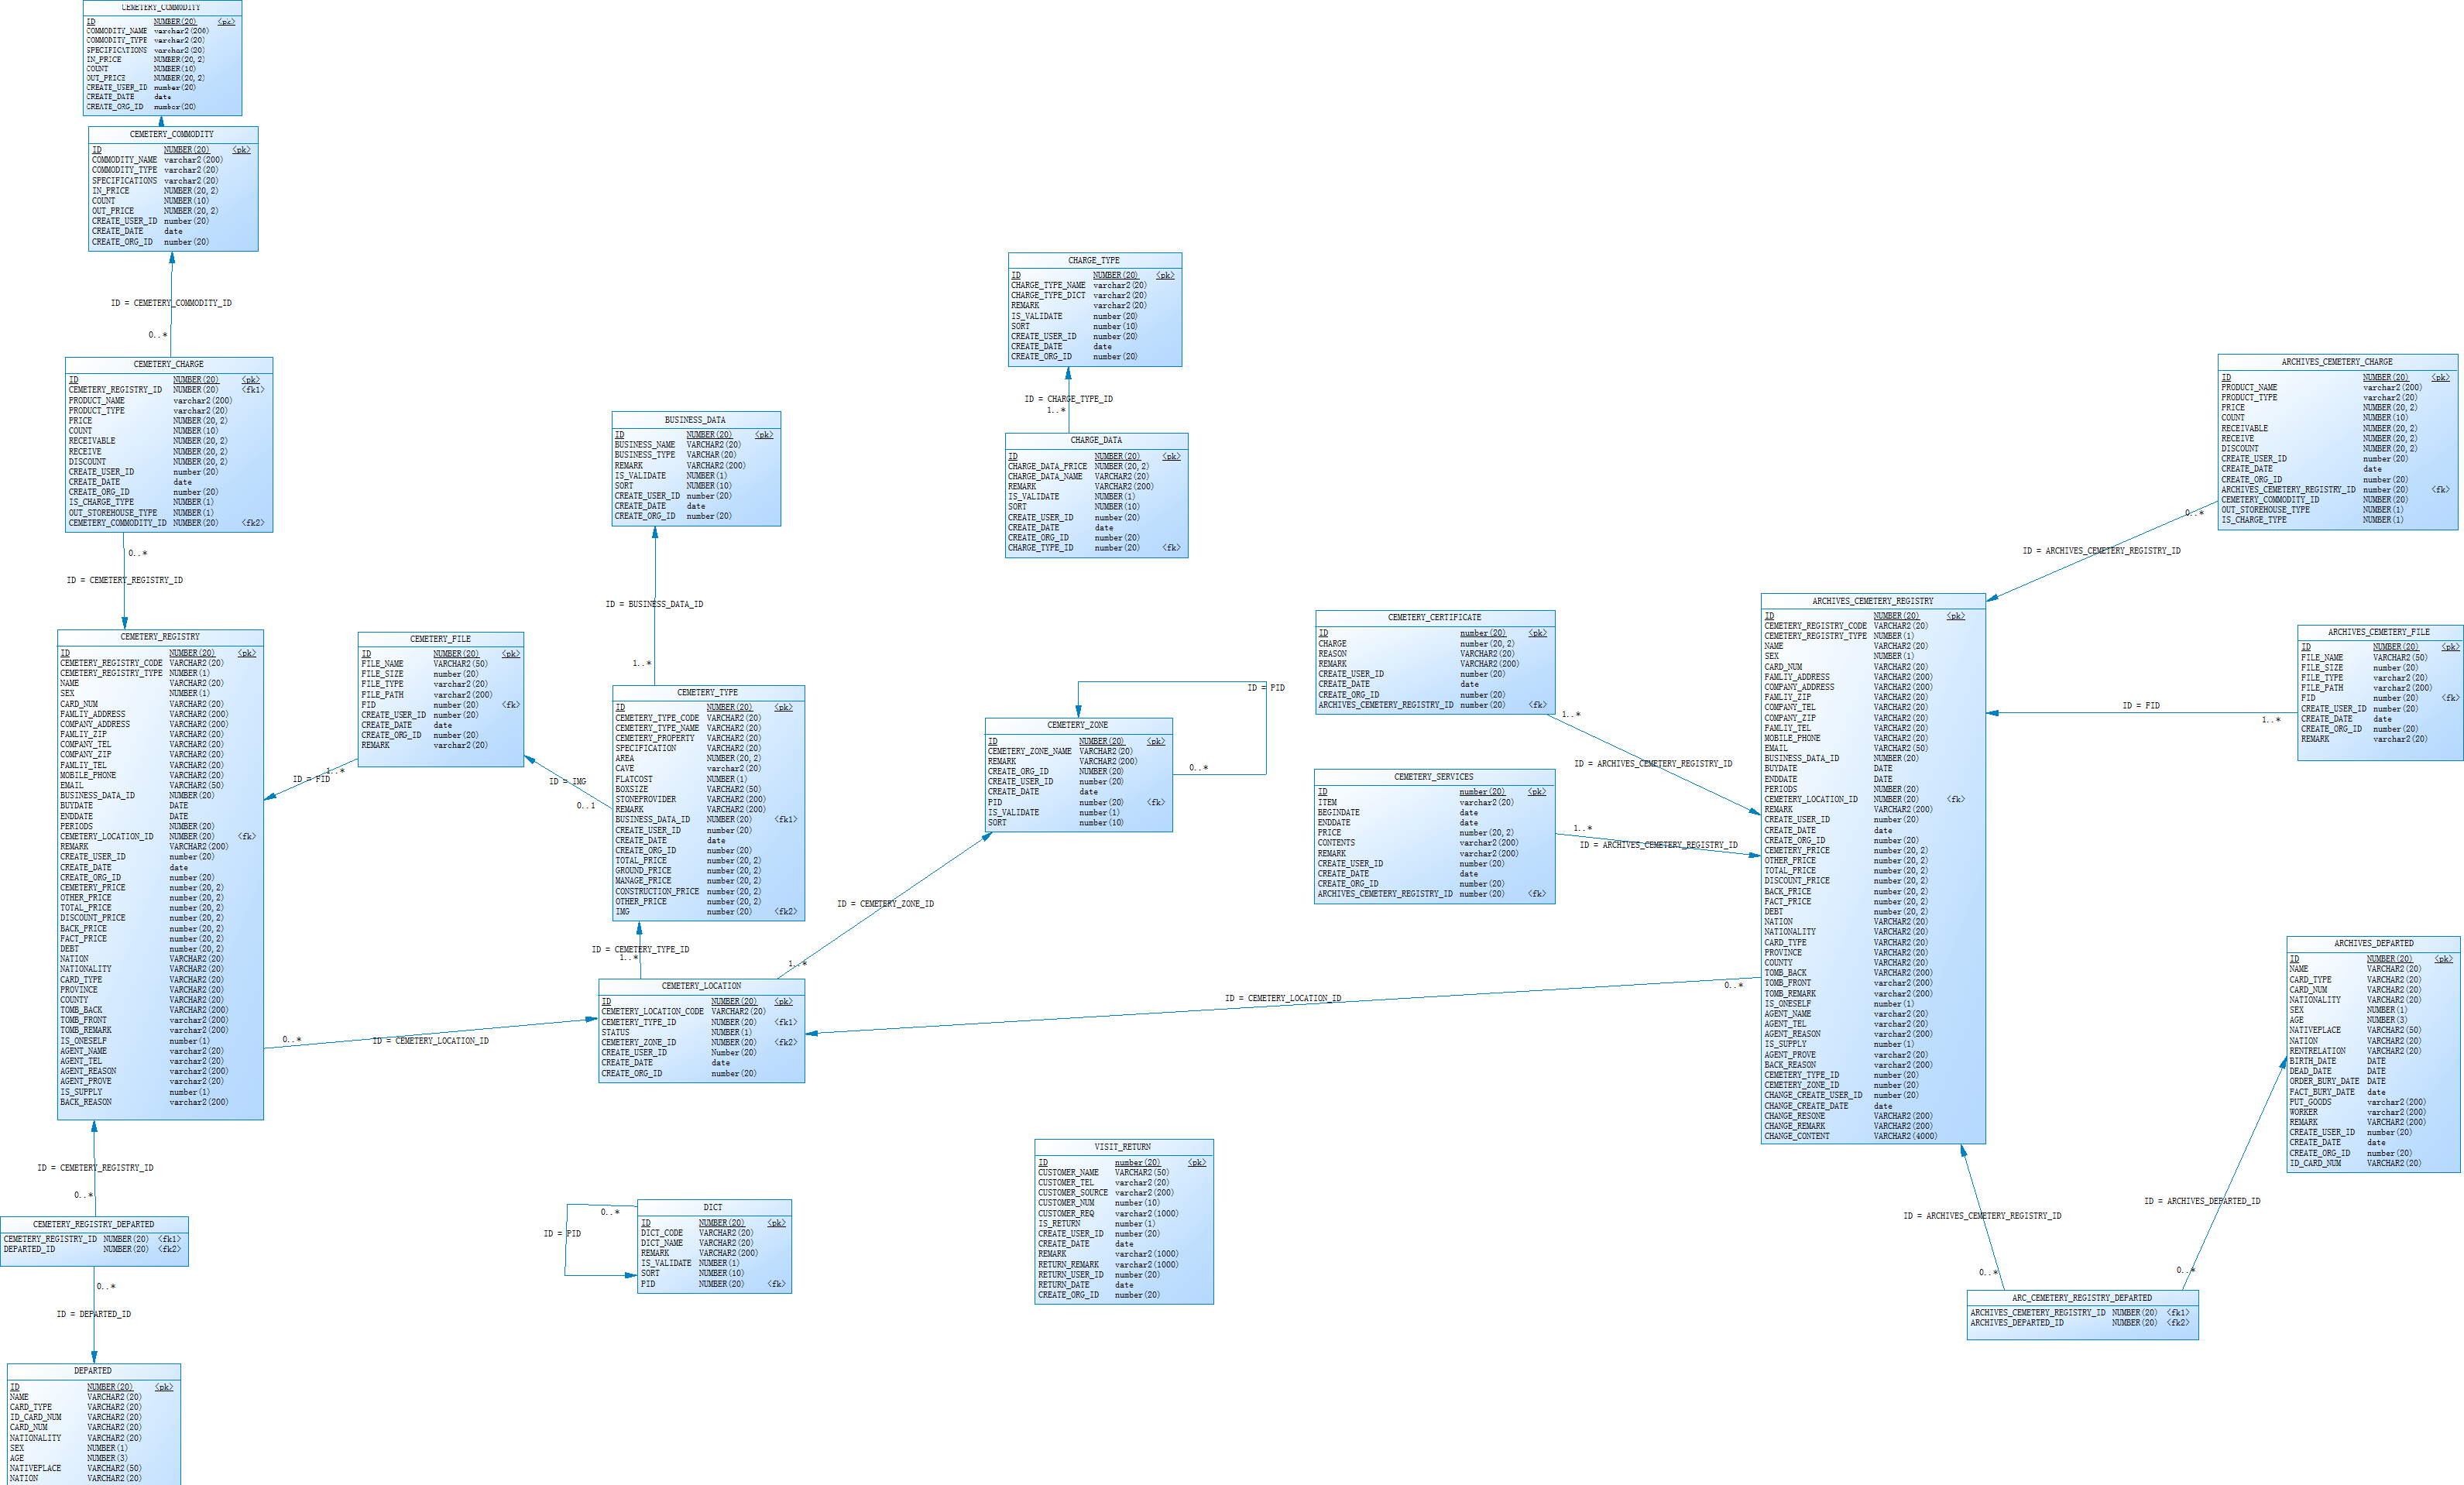 CEMETERY_COMMODITY
ID NUMBER(20) <pk>
COMMODITY_NAME varchar2(200)
COMMODITY_TYPE varchar2(20)
SPECIFICATIONS varchar2(20)
IN_PRICE NUMBER(20,2)
COUNT NUMBER(10)
OUT_PRICE NUMBER(20,2)
CREATE_USER_ID number(20)
CREATE_DATE date
CREATE_ORG_ID number(20)
CEMETERY_COMMODITY
ID NUMBER(20) <pk>
COMMODITY_NAME varchar2(200)
COMMODITY_TYPE varchar2(20)
SPECIFICATIONS varchar2(20)
IN_PRICE NUMBER(20,2)
COUNT NUMBER(10)
OUT_PRICE NUMBER(20,2)
CREATE_USER_ID number(20)
CREATE_DATE date
CREATE_ORG_ID number(20)
ID = CEMETERY_COMMODITY_ID
0..*
CEMETERY_CHARGE
ID NUMBER(20) <pk>
CEMETERY_REGISTRY_ID NUMBER(20) <fk1>
PRODUCT_NAME varchar2(200)
PRODUCT_TYPE varchar2(20)
PRICE NUMBER(20,2)
COUNT NUMBER(10)
RECEIVABLE NUMBER(20,2)
RECEIVE NUMBER(20,2)
DISCOUNT NUMBER(20,2)
CREATE_USER_ID number(20)
CREATE_DATE date
CREATE_ORG_ID number(20)
IS_CHARGE_TYPE NUMBER(1)
OUT_STOREHOUSE_TYPE NUMBER(1)
CEMETERY_COMMODITY_ID NUMBER(20) <fk2>
0..*
ID = CEMETERY_REGISTRY_ID
CEMETERY_REGISTRY
ID NUMBER(20) <pk>
CEMETERY_REGISTRY_CODE VARCHAR2(20)
CEMETERY_REGISTRY_TYPE NUMBER(1)
NAME VARCHAR2(20)
SEX NUMBER(1)
CARD_NUM VARCHAR2(20)
FAMLIY_ADDRESS VARCHAR2(200)
COMPANY_ADDRESS VARCHAR2(200)
FAMLIY_ZIP VARCHAR2(20)
COMPANY_TEL VARCHAR2(20)
COMPANY_ZIP VARCHAR2(20)
FAMLIY_TEL VARCHAR2(20)
MOBILE_PHONE VARCHAR2(20)
EMAIL VARCHAR2(50)
BUSINESS_DATA_ID NUMBER(20)
BUYDATE DATE
ENDDATE DATE
PERIODS NUMBER(20)
CEMETERY_LOCATION_ID NUMBER(20) <fk>
REMARK VARCHAR2(200)
CREATE_USER_ID number(20)
CREATE_DATE date
CREATE_ORG_ID number(20)
CEMETERY_PRICE number(20,2)
OTHER_PRICE number(20,2)
TOTAL_PRICE number(20,2)
DISCOUNT_PRICE number(20,2)
BACK_PRICE number(20,2)
FACT_PRICE number(20,2)
DEBT number(20,2)
NATION VARCHAR2(20)
NATIONALITY VARCHAR2(20)
CARD_TYPE VARCHAR2(20)
PROVINCE VARCHAR2(20)
COUNTY VARCHAR2(20)
TOMB_BACK VARCHAR2(200)
TOMB_FRONT varchar2(200)
TOMB_REMARK varchar2(200)
IS_ONESELF number(1)
AGENT_NAME varchar2(20)
AGENT_TEL varchar2(20)
AGENT_REASON varchar2(200)
AGENT_PROVE varchar2(20)
IS_SUPPLY number(1)
BACK_REASON varchar2(200)
ID = CEMETERY_REGISTRY_ID
0..*
CEMETERY_REGISTRY_DEPARTED
CEMETERY_REGISTRY_ID NUMBER(20) <fk1>
DEPARTED_ID NUMBER(20) <fk2>
0..*
ID = DEPARTED_ID
DEPARTED
ID NUMBER(20) <pk>
NAME VARCHAR2(20)
CARD_TYPE VARCHAR2(20)
ID_CARD_NUM VARCHAR2(20)
CARD_NUM VARCHAR2(20)
NATIONALITY VARCHAR2(20)
SEX NUMBER(1)
AGE NUMBER(3)
NATIVEPLACE VARCHAR2(50)
NATION VARCHAR2(20)
CEMETERY_FILE
ID NUMBER(20) <pk>
FILE_NAME VARCHAR2(50)
FILE_SIZE number(20)
FILE_TYPE varchar2(20)
FILE_PATH varchar2(200)
FID number(20) <fk>
CREATE_USER_ID number(20)
CREATE_DATE date
CREATE_ORG_ID number(20)
REMARK varchar2(20)
1..*
ID = FID
ID = IMG
0..1
BUSINESS_DATA
ID NUMBER(20) <pk>
BUSINESS_NAME VARCHAR2(20)
BUSINESS_TYPE VARCHAR(20)
REMARK VARCHAR2(200)
IS_VALIDATE NUMBER(1)
SORT NUMBER(10)
CREATE_USER_ID number(20)
CREATE_DATE date
CREATE_ORG_ID number(20)
ID = BUSINESS_DATA_ID
1..*
CEMETERY_TYPE
ID NUMBER(20) <pk>
CEMETERY_TYPE_CODE VARCHAR2(20)
CEMETERY_TYPE_NAME VARCHAR2(20)
CEMETERY_PROPERTY VARCHAR2(20)
SPECIFICATION VARCHAR2(20)
AREA NUMBER(20,2)
CAVE varchar2(20)
FLATCOST NUMBER(1)
BOXSIZE VARCHAR2(50)
STONEPROVIDER VARCHAR2(200)
REMARK VARCHAR2(200)
BUSINESS_DATA_ID NUMBER(20) <fk1>
CREATE_USER_ID number(20)
CREATE_DATE date
CREATE_ORG_ID number(20)
TOTAL_PRICE number(20,2)
GROUND_PRICE number(20,2)
MANAGE_PRICE number(20,2)
CONSTRUCTION_PRICE number(20,2)
OTHER_PRICE number(20,2)
IMG number(20) <fk2>
ID = CEMETERY_TYPE_ID
1..*
CEMETERY_LOCATION
ID NUMBER(20) <pk>
CEMETERY_LOCATION_CODE VARCHAR2(20)
CEMETERY_TYPE_ID NUMBER(20) <fk1>
STATUS NUMBER(1)
CEMETERY_ZONE_ID NUMBER(20) <fk2>
CREATE_USER_ID Number(20)
CREATE_DATE date
CREATE_ORG_ID number(20)
0..*
ID = CEMETERY_LOCATION_ID
DICT
ID NUMBER(20) <pk>
DICT_CODE VARCHAR2(20)
DICT_NAME VARCHAR2(20)
REMARK VARCHAR2(200)
IS_VALIDATE NUMBER(1)
SORT NUMBER(10)
PID NUMBER(20) <fk>
0..*
ID = PID
CHARGE_TYPE
ID NUMBER(20) <pk>
CHARGE_TYPE_NAME varchar2(20)
CHARGE_TYPE_DICT varchar2(20)
REMARK varchar2(20)
IS_VALIDATE number(20)
SORT number(10)
CREATE_USER_ID number(20)
CREATE_DATE date
CREATE_ORG_ID number(20)
ID = CHARGE_TYPE_ID
1..*
CHARGE_DATA
ID NUMBER(20) <pk>
CHARGE_DATA_PRICE NUMBER(20,2)
CHARGE_DATA_NAME VARCHAR2(20)
REMARK VARCHAR2(200)
IS_VALIDATE NUMBER(1)
SORT NUMBER(10)
CREATE_USER_ID number(20)
CREATE_DATE date
CREATE_ORG_ID number(20)
CHARGE_TYPE_ID number(20) <fk>
CEMETERY_ZONE
ID NUMBER(20) <pk>
CEMETERY_ZONE_NAME VARCHAR2(20)
REMARK VARCHAR2(200)
CREATE_ORG_ID NUMBER(20)
CREATE_USER_ID number(20)
CREATE_DATE date
PID number(20) <fk>
IS_VALIDATE number(1)
SORT number(10)
ID = PID
0..*
ID = CEMETERY_ZONE_ID
1..*
VISIT_RETURN
ID number(20) <pk>
CUSTOMER_NAME VARCHAR2(50)
CUSTOMER_TEL varchar2(20)
CUSTOMER_SOURCE varchar2(200)
CUSTOMER_NUM number(10)
CUSTOMER_REQ varchar2(1000)
IS_RETURN number(1)
CREATE_USER_ID number(20)
CREATE_DATE date
REMARK varchar2(1000)
RETURN_REMARK varchar2(1000)
RETURN_USER_ID number(20)
RETURN_DATE date
CREATE_ORG_ID number(20)
CEMETERY_CERTIFICATE
ID number(20) <pk>
CHARGE number(20,2)
REASON VARCHAR2(20)
REMARK VARCHAR2(200)
CREATE_USER_ID number(20)
CREATE_DATE date
CREATE_ORG_ID number(20)
ARCHIVES_CEMETERY_REGISTRY_ID number(20) <fk>
1..*
ID = ARCHIVES_CEMETERY_REGISTRY_ID
CEMETERY_SERVICES
ID number(20) <pk>
ITEM varchar2(20)
BEGINDATE date
ENDDATE date
PRICE number(20,2)
CONTENTS varchar2(200)
REMARK varchar2(200)
CREATE_USER_ID number(20)
CREATE_DATE date
CREATE_ORG_ID number(20)
ARCHIVES_CEMETERY_REGISTRY_ID number(20) <fk>
1..*
ID = ARCHIVES_CEMETERY_REGISTRY_ID
0..*
ID = CEMETERY_LOCATION_ID
ARCHIVES_CEMETERY_REGISTRY
ID NUMBER(20) <pk>
CEMETERY_REGISTRY_CODE VARCHAR2(20)
CEMETERY_REGISTRY_TYPE NUMBER(1)
NAME VARCHAR2(20)
SEX NUMBER(1)
CARD_NUM VARCHAR2(20)
FAMLIY_ADDRESS VARCHAR2(200)
COMPANY_ADDRESS VARCHAR2(200)
FAMLIY_ZIP VARCHAR2(20)
COMPANY_TEL VARCHAR2(20)
COMPANY_ZIP VARCHAR2(20)
FAMLIY_TEL VARCHAR2(20)
MOBILE_PHONE VARCHAR2(20)
EMAIL VARCHAR2(50)
BUSINESS_DATA_ID NUMBER(20)
BUYDATE DATE
ENDDATE DATE
PERIODS NUMBER(20)
CEMETERY_LOCATION_ID NUMBER(20) <fk>
REMARK VARCHAR2(200)
CREATE_USER_ID number(20)
CREATE_DATE date
CREATE_ORG_ID number(20)
CEMETERY_PRICE number(20,2)
OTHER_PRICE number(20,2)
TOTAL_PRICE number(20,2)
DISCOUNT_PRICE number(20,2)
BACK_PRICE number(20,2)
FACT_PRICE number(20,2)
DEBT number(20,2)
NATION VARCHAR2(20)
NATIONALITY VARCHAR2(20)
CARD_TYPE VARCHAR2(20)
PROVINCE VARCHAR2(20)
COUNTY VARCHAR2(20)
TOMB_BACK VARCHAR2(200)
TOMB_FRONT varchar2(200)
TOMB_REMARK varchar2(200)
IS_ONESELF number(1)
AGENT_NAME varchar2(20)
AGENT_TEL varchar2(20)
AGENT_REASON varchar2(200)
IS_SUPPLY number(1)
AGENT_PROVE varchar2(20)
BACK_REASON varchar2(200)
CEMETERY_TYPE_ID number(20)
CEMETERY_ZONE_ID number(20)
CHANGE_CREATE_USER_ID number(20)
CHANGE_CREATE_DATE date
CHANGE_RESONE VARCHAR2(200)
CHANGE_REMARK VARCHAR2(200)
CHANGE_CONTENT VARCHAR2(4000)
ARCHIVES_CEMETERY_CHARGE
ID NUMBER(20) <pk>
PRODUCT_NAME varchar2(200)
PRODUCT_TYPE varchar2(20)
PRICE NUMBER(20,2)
COUNT NUMBER(10)
RECEIVABLE NUMBER(20,2)
RECEIVE NUMBER(20,2)
DISCOUNT NUMBER(20,2)
CREATE_USER_ID number(20)
CREATE_DATE date
CREATE_ORG_ID number(20)
ARCHIVES_CEMETERY_REGISTRY_ID number(20) <fk>
CEMETERY_COMMODITY_ID NUMBER(20)
OUT_STOREHOUSE_TYPE NUMBER(1)
IS_CHARGE_TYPE NUMBER(1)
0..*
ID = ARCHIVES_CEMETERY_REGISTRY_ID
ARCHIVES_CEMETERY_FILE
ID NUMBER(20) <pk>
FILE_NAME VARCHAR2(50)
FILE_SIZE number(20)
FILE_TYPE varchar2(20)
FILE_PATH varchar2(200)
FID number(20) <fk>
CREATE_USER_ID number(20)
CREATE_DATE date
CREATE_ORG_ID number(20)
REMARK varchar2(20)
ID = FID
1..*
ARCHIVES_DEPARTED
ID NUMBER(20) <pk>
NAME VARCHAR2(20)
CARD_TYPE VARCHAR2(20)
CARD_NUM VARCHAR2(20)
NATIONALITY VARCHAR2(20)
SEX NUMBER(1)
AGE NUMBER(3)
NATIVEPLACE VARCHAR2(50)
NATION VARCHAR2(20)
RENTRELATION VARCHAR2(20)
BIRTH_DATE DATE
DEAD_DATE DATE
ORDER_BURY_DATE DATE
FACT_BURY_DATE date
PUT_GOODS varchar2(200)
WORKER varchar2(200)
REMARK VARCHAR2(200)
CREATE_USER_ID number(20)
CREATE_DATE date
CREATE_ORG_ID number(20)
ID_CARD_NUM VARCHAR2(20)
ID = ARCHIVES_DEPARTED_ID
ID = ARCHIVES_CEMETERY_REGISTRY_ID
0..*
0..*
ARC_CEMETERY_REGISTRY_DEPARTED
ARCHIVES_CEMETERY_REGISTRY_ID NUMBER(20) <fk1>
ARCHIVES_DEPARTED_ID NUMBER(20) <fk2>